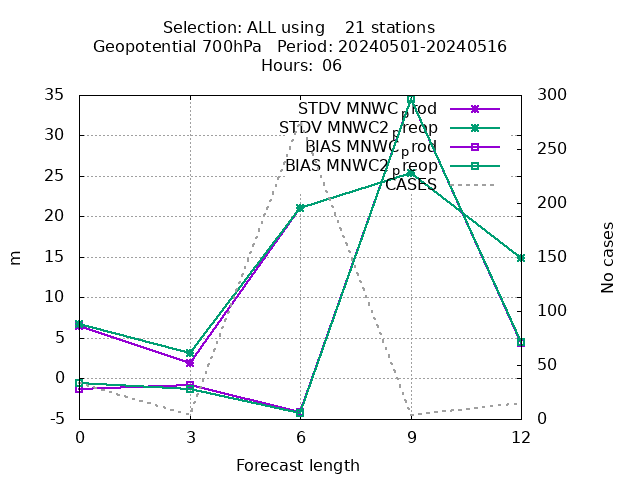 Selection: ALL using 21 stations
Geopotential 700hPa Period: 20240501-20240516
Hours: 06
STDV MNWC_prod
STDV MNWC2_preop
BIAS MNWC_prod
BIAS MNWC2_preop
CASES
35
30
25
20
15
10
5
0
-5
m
300
250
200
150
100
50
0
No cases
0 3 6 9 12
Forecast length